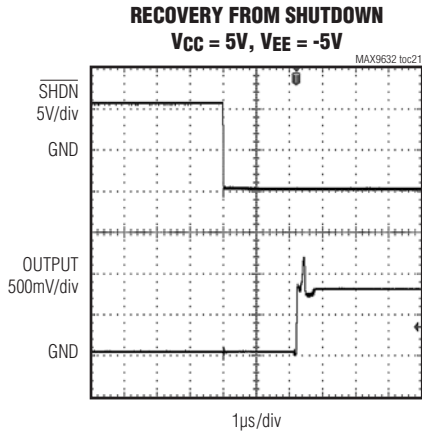 RECOVERY FROM SHUTDOWN
VCC = 5V, VEE = -5V
MAX9632 toc21
SHDN
5V/div
GND
OUTPUT
500mV/div
GND
1µs/div